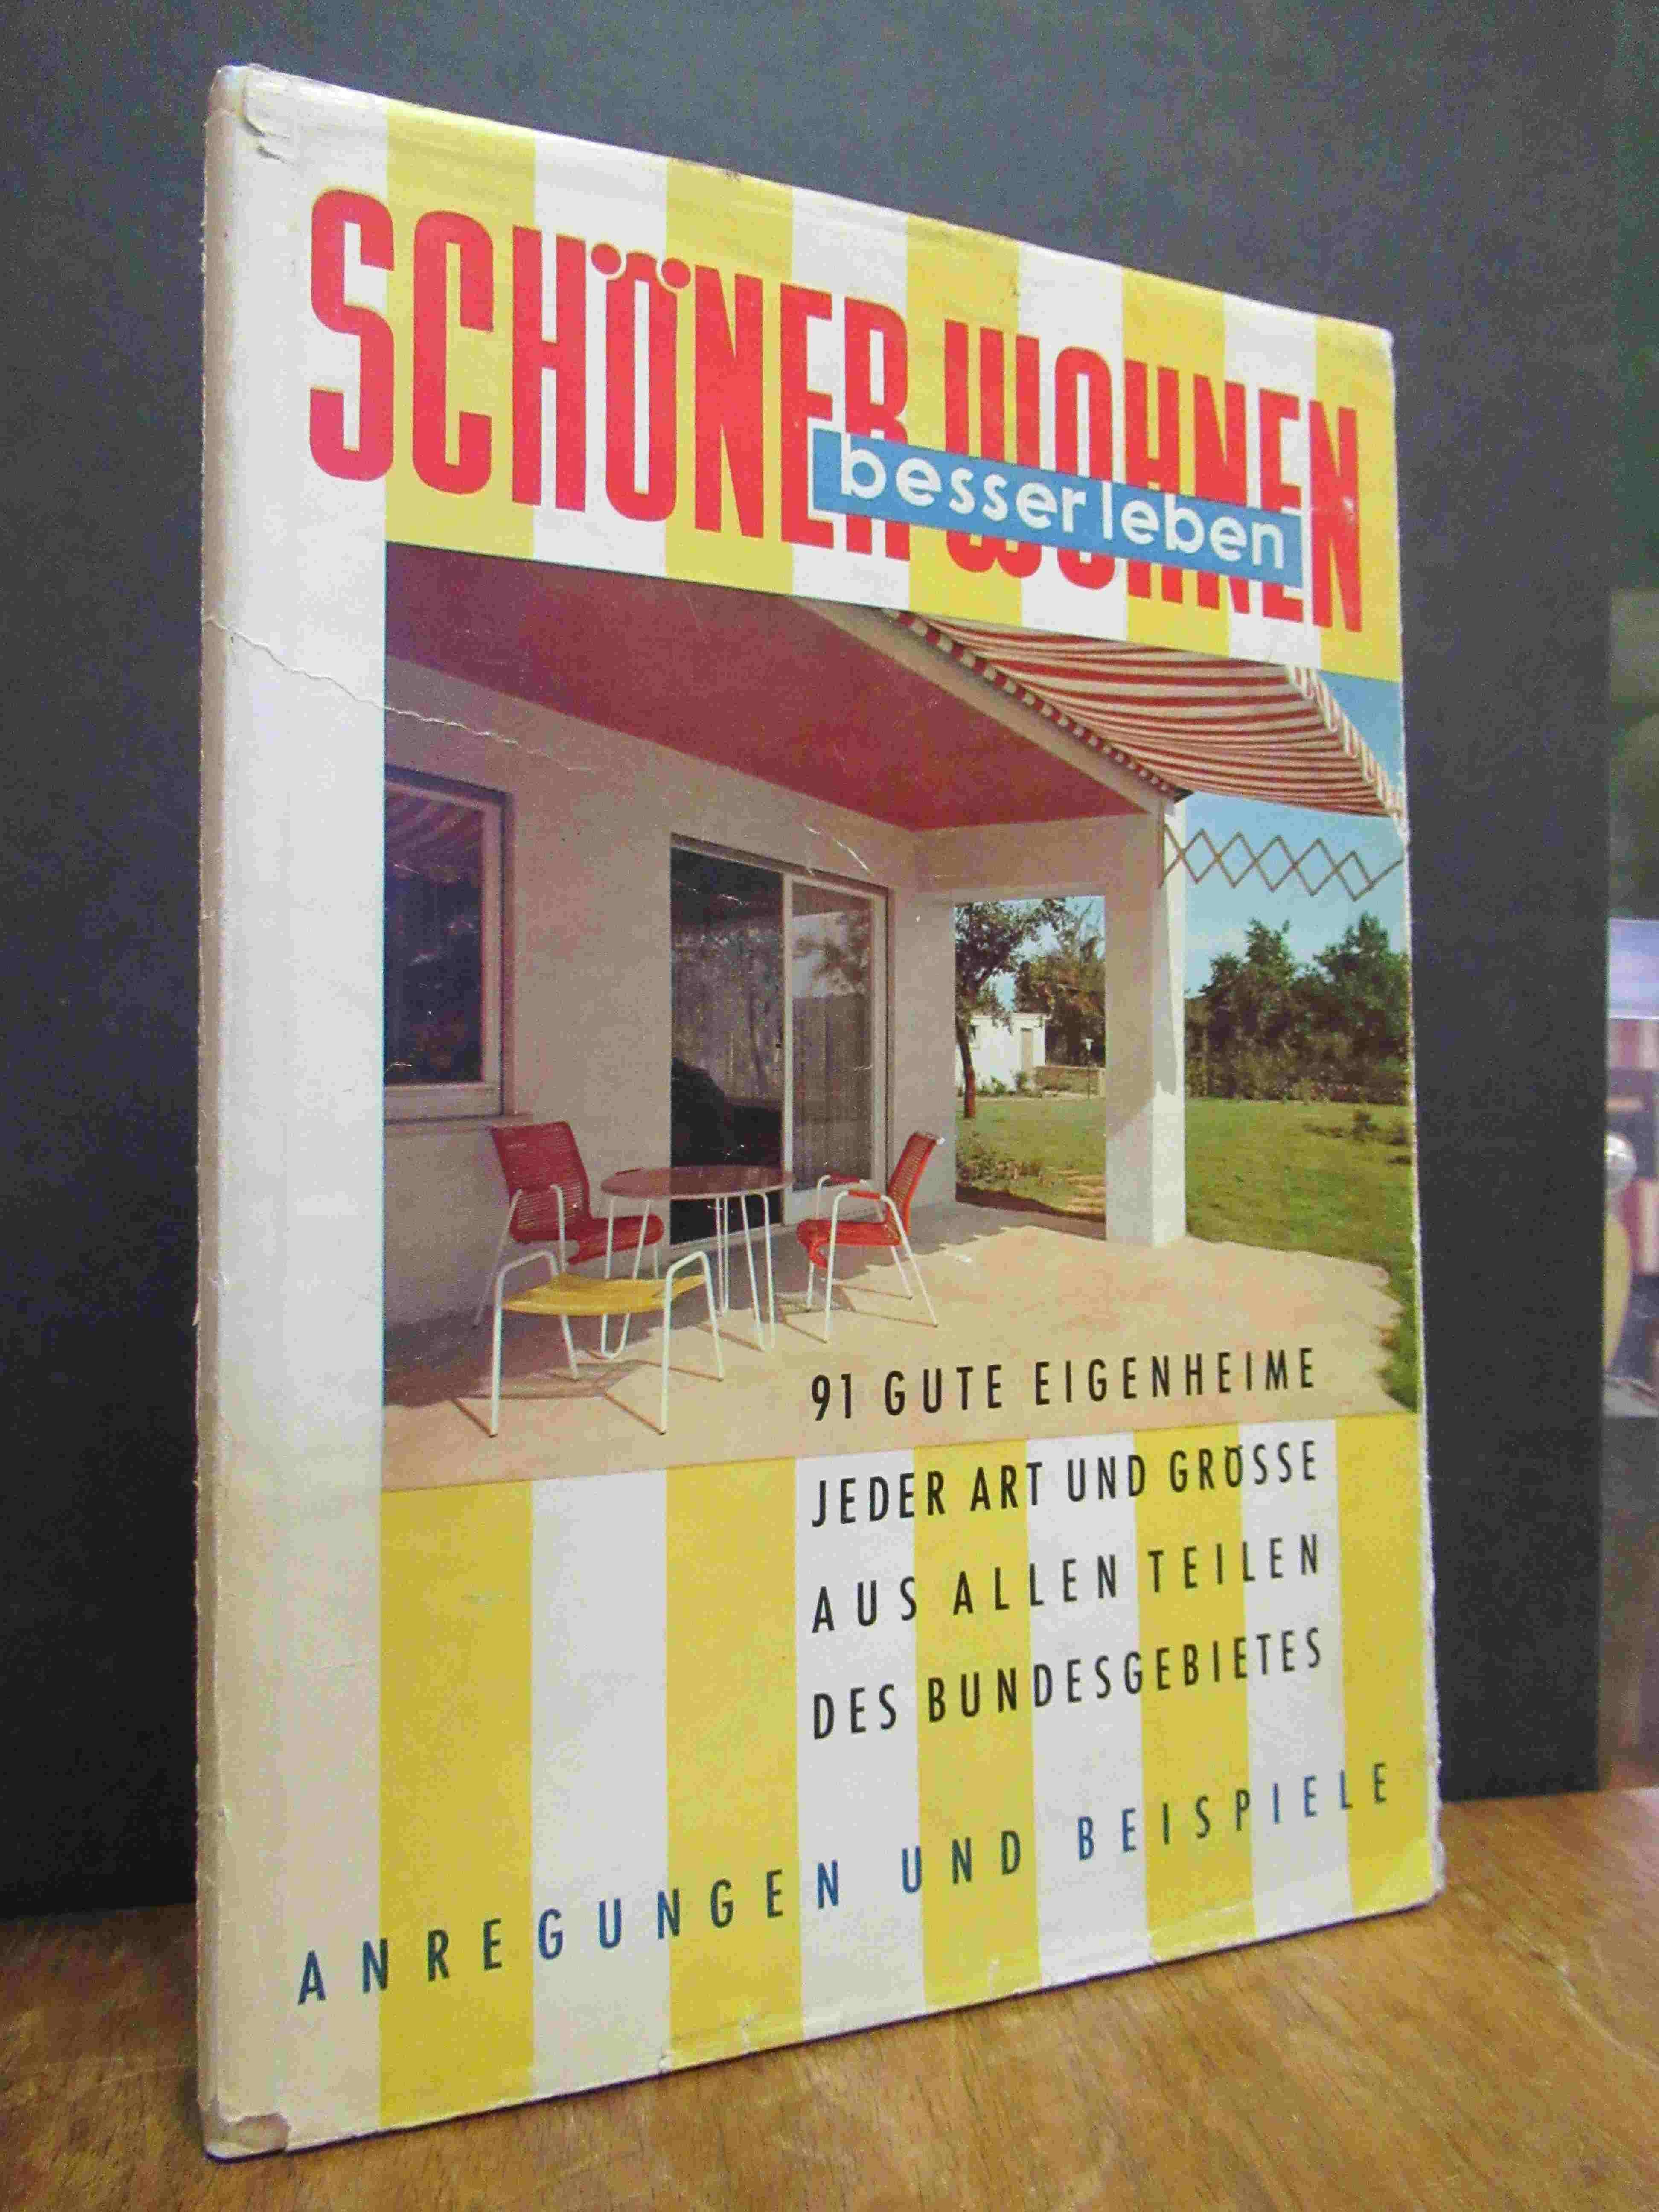 SCHÖNER WOHNEN
besser leben
91 GUTE EIGENHEIME
JEDER ART UND GRÖSSE
AUS ALLEN TEILEN
DES BUNDESGEBIETES
ANREGUNGEN UND BEISPIELE